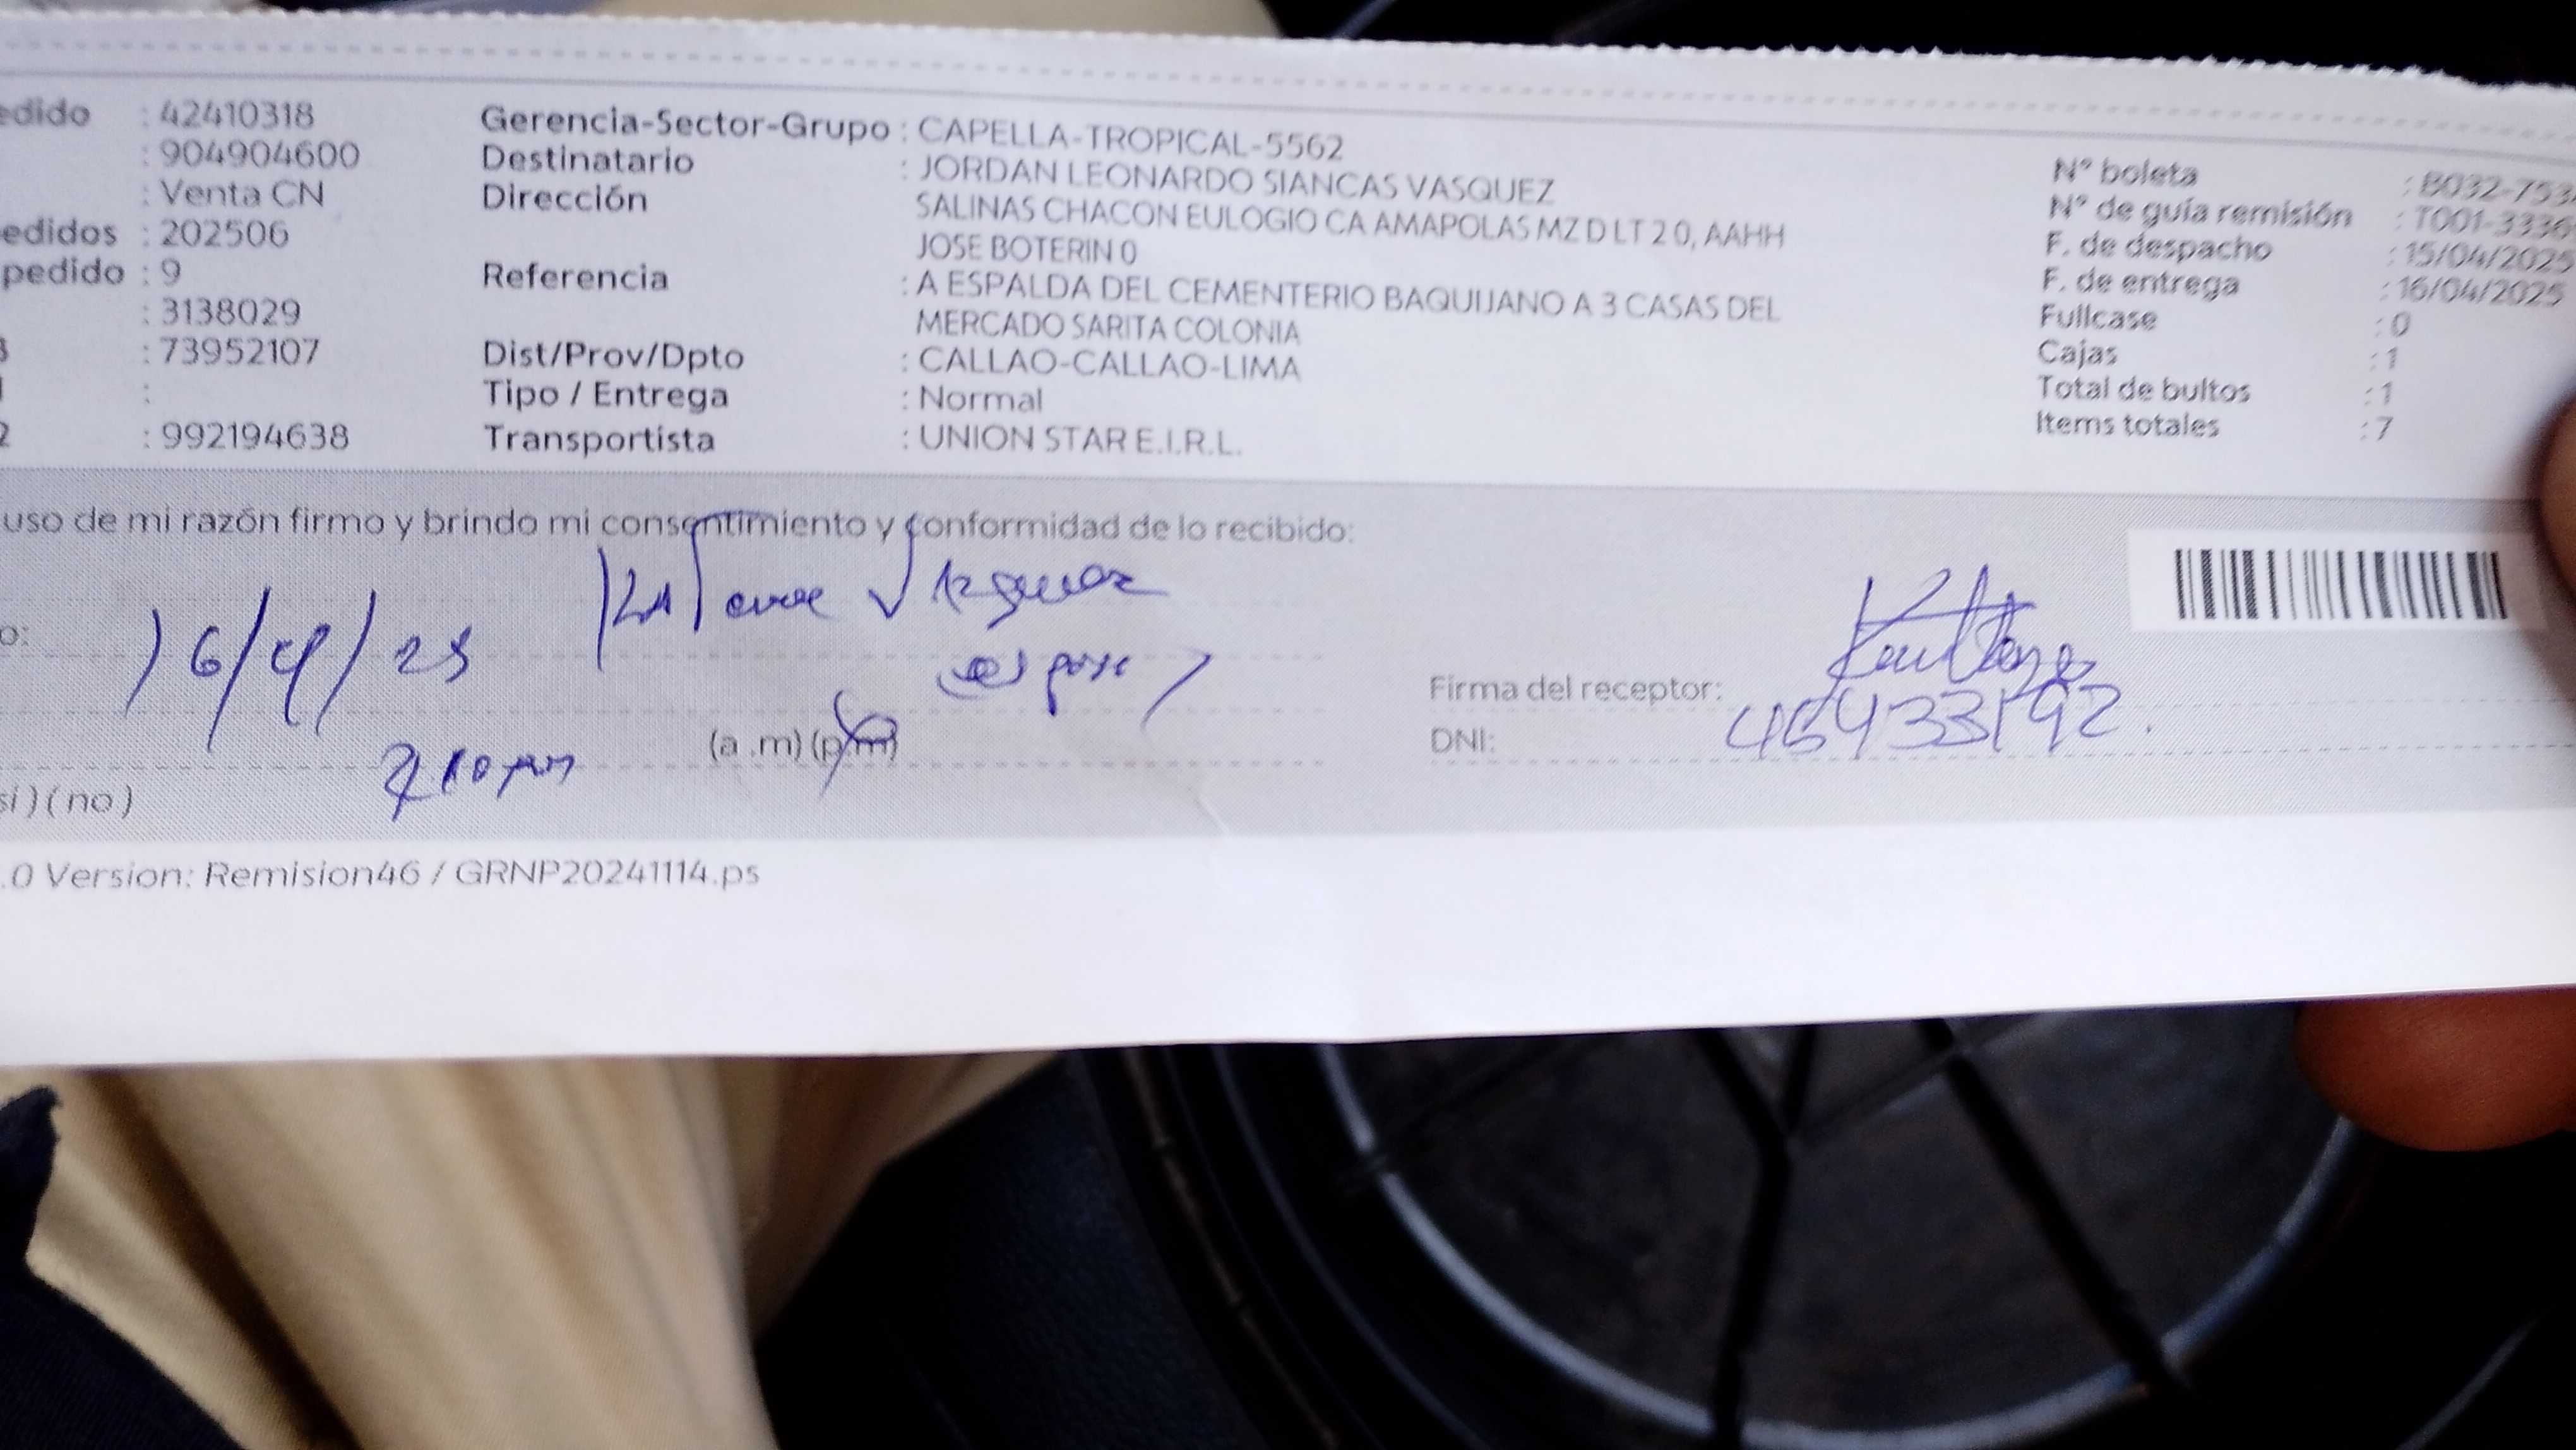 edido : 42410318
: 904904600
: Venta CN
edidos : 202506
pedido : 9
: 3138029
: 73952107
:
2 : 992194638
Gerencia-Sector-Grupo : CAPELLA-TROPICAL-5562
Destinatario : JORDAN LEONARDO SIANCAS VASQUEZ
Dirección SALINAS CHACON EULOGIO CA AMAPOLAS MZ D LT 2 0, AAHH
JOSE BOTERIN 0
Referencia : A ESPALDA DEL CEMENTERIO BAQUIJANO A 3 CASAS DEL
MERCADO SARITA COLONIA
Dist/Prov/Dpto : CALLAO-CALLAO-LIMA
Tipo / Entrega : Normal
Transportista : UNION STAR E.I.R.L.
N° boleta : B032-753
N° de guía remisión : T001-3336
F. de despacho : 15/04/2025
F. de entrega : 16/04/2025
Fullcase : 0
Cajas : 1
Total de bultos : 1
Items totales : 7
uso de mi razón firmo y brindo mi consentimiento y conformidad de lo recibido:
o: 16/4/25
(a .m) (p.m)
si ) ( no )
Firma del receptor:
DNI: 46433192.
.0 Version: Remision46 / GRNP20241114.ps